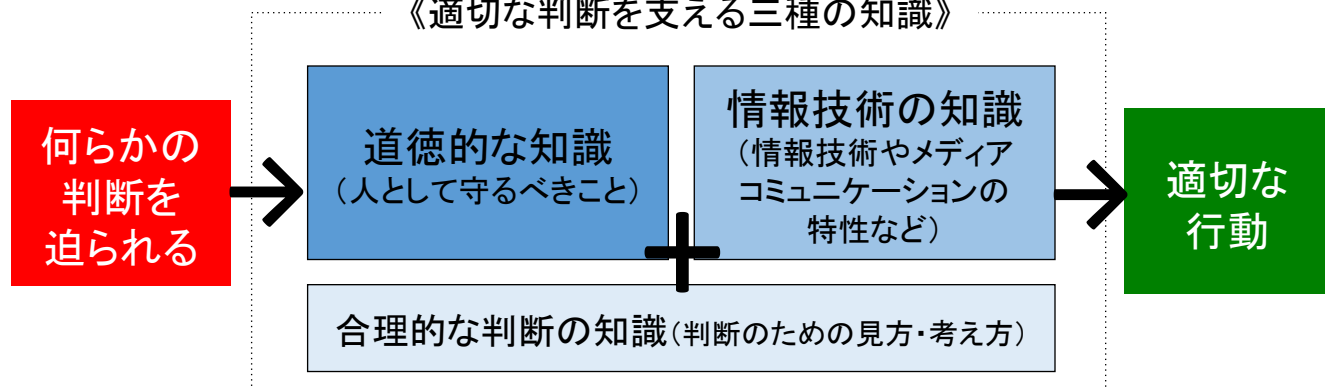 《適切な判断を支える三種の知識》
何らかの
判断を
迫られる
道徳的な知識
（人として守るべきこと）
情報技術の知識
（情報技術やメディア
コミュニケーションの
特性など）
合理的な判断の知識（判断のための見方・考え方）
適切な
行動